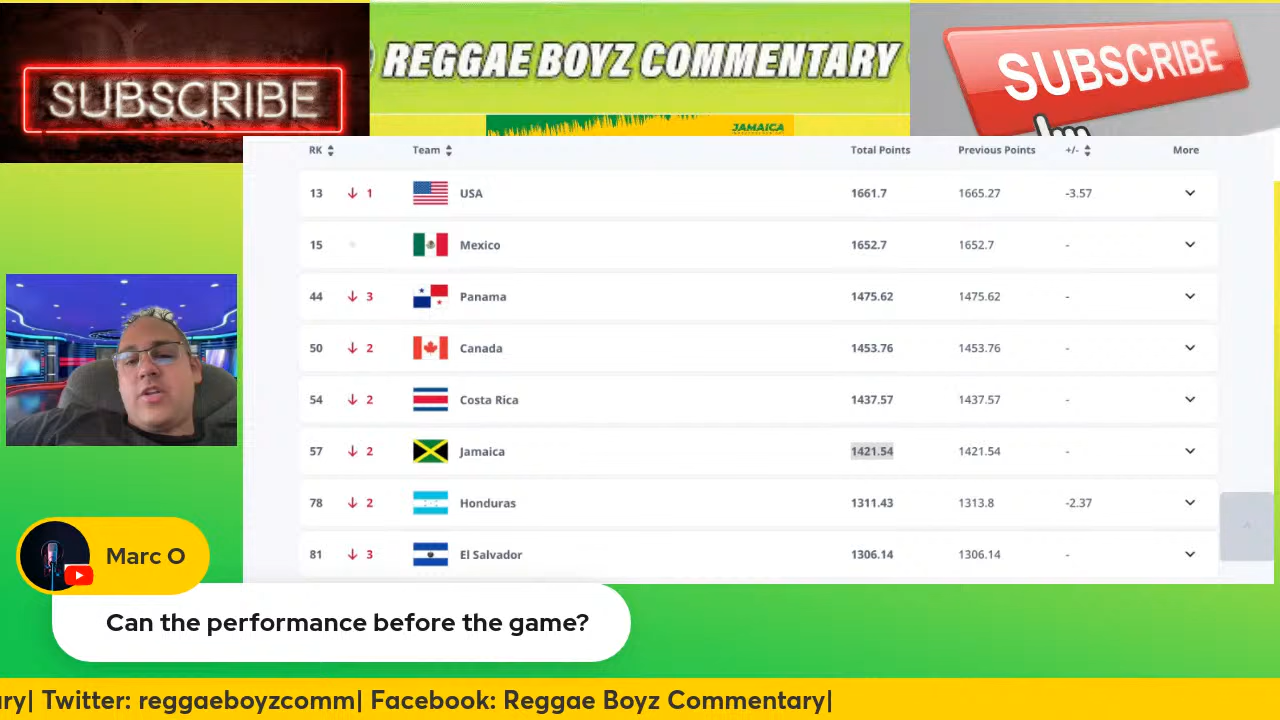 SUBSCRIBE
REGGAE BOYZ COMMENTARY
SUBSCRIBE
JAMAICA
RK Team Total Points Previous Points +/- More
13 1 USA 1661.7 1665.27 -3.57
15 Mexico 1652.7 1652.7 -
44 3 Panama 1475.62 1475.62 -
50 2 Canada 1453.76 1453.76 -
54 2 Costa Rica 1437.57 1437.57 -
57 2 Jamaica 1421.54 1421.54 -
78 2 Honduras 1311.43 1313.8 -2.37
81 3 El Salvador 1306.14 1306.14 -
Marc O
Can the performance before the game?
ry| Twitter: reggaeboyzcomm| Facebook: Reggae Boyz Commentary|